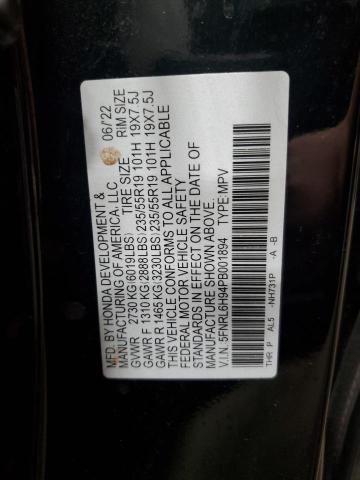 MFD. BY HONDA DEVELOPMENT & 06/'22
MANUFACTURING OF AMERICA, LLC
TIRE SIZE RIM SIZE
GVWR 2730 KG(6019LBS)
GAWR F 1310 KG(2888LBS)235/55R19 101H 19X7.5J
GAWR R 1465 KG(3230LBS)235/55R19 101H 19X7.5J
THIS VEHICLE CONFORMS TO ALL APPLICABLE
FEDERAL MOTOR VEHICLE SAFETY
STANDARDS IN EFFECT ON THE DATE OF
MANUFACTURE SHOWN ABOVE.
V.I.N. 5FNRL6H94PB001894 TYPE-MPV
THR P AL5 -NH731P -A -B